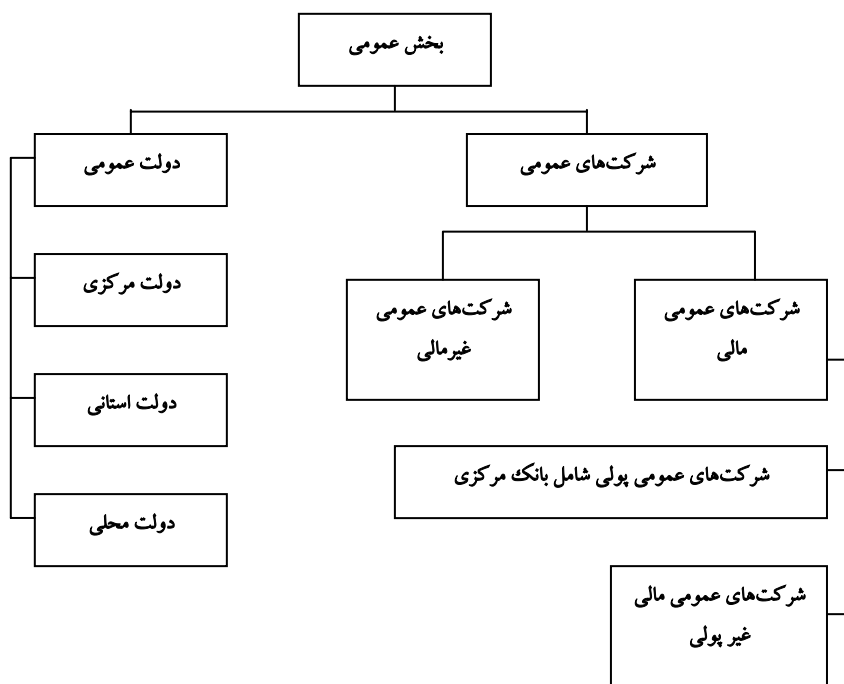 بخش عمومی
شرکت‌های عمومی
دولت عمومی
شرکت‌های عمومی
مالی
شرکت‌های عمومی
غیرمالی
دولت مرکزی
دولت استانی
شرکت‌های عمومی پولی شامل بانک مرکزی
دولت محلی
شرکت‌های عمومی مالی
غیر پولی